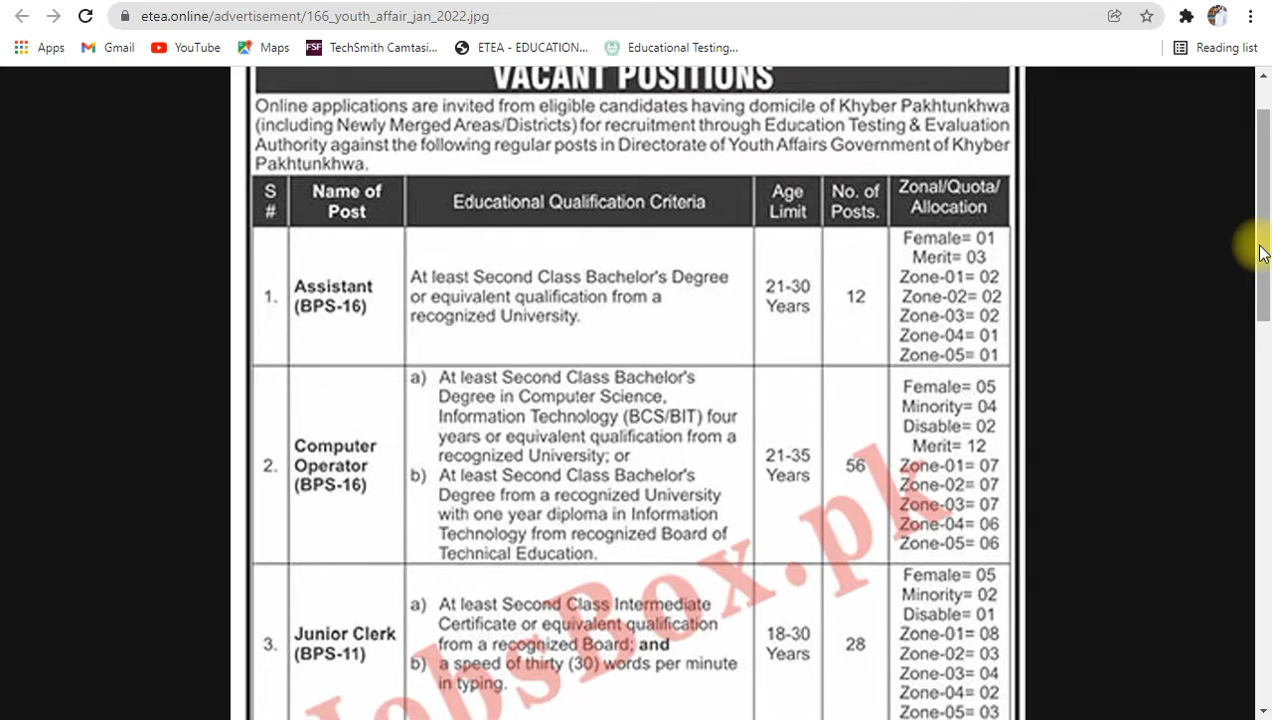 etea.online/advertisement/166_youth_affair_jan_2022.jpg
Apps Gmail YouTube Maps FSF TechSmith Camtasi... ETEA - EDUCATION... Educational Testing... Reading list
VACANT POSITIONS
Online applications are invited from eligible candidates having domicile of Khyber Pakhtunkhwa
(including Newly Merged Areas/Districts) for recruitment through Education Testing & Evaluation
Authority against the following regular posts in Directorate of Youth Affairs Government of Khyber
Pakhtunkhwa.
S
#
Name of
Post
Educational Qualification Criteria
Age
Limit
No. of
Posts.
Zonal/Quota/
Allocation
1.
Assistant
(BPS-16)
At least Second Class Bachelor's Degree
or equivalent qualification from a
recognized University.
21-30
Years
12
Female= 01
Merit= 03
Zone-01= 02
Zone-02= 02
Zone-03= 02
Zone-04= 01
Zone-05= 01
2.
Computer
Operator
(BPS-16)
a) At least Second Class Bachelor's
Degree in Computer Science,
Information Technology (BCS/BIT) four
years or equivalent qualification from a
recognized University; or
b) At least Second Class Bachelor's
Degree from a recognized University
with one year diploma in Information
Technology from recognized Board of
Technical Education.
21-35
Years
56
Female= 05
Minority= 04
Disable= 02
Merit= 12
Zone-01= 07
Zone-02= 07
Zone-03= 07
Zone-04= 06
Zone-05= 06
3.
Junior Clerk
(BPS-11)
a) At least Second Class Intermediate
Certificate or equivalent qualification
from a recognized Board; and
b) a speed of thirty (30) words per minute
in typing.
18-30
Years
28
Female= 05
Minority= 02
Disable= 01
Zone-01= 08
Zone-02= 03
Zone-03= 04
Zone-04= 02
Zone-05= 03
JobsBox.pk